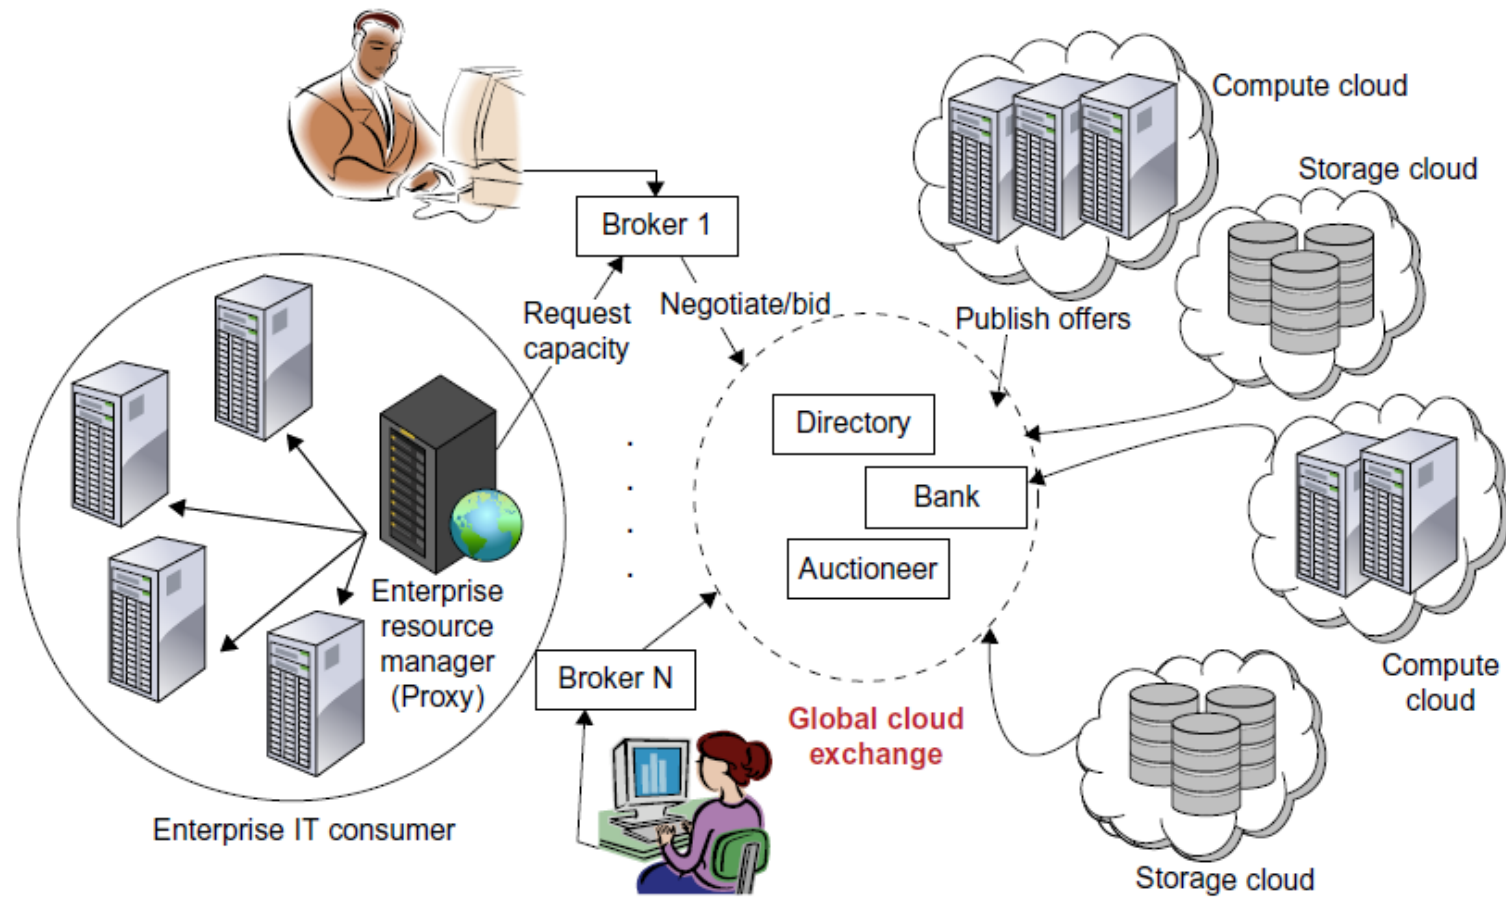 Compute cloud
Storage cloud
Broker 1
Request
capacity
Negotiate/bid
Publish offers
Directory
Bank
Auctioneer
.
.
.
.
Enterprise
resource
manager
(Proxy)
Broker N
Global cloud
exchange
Compute
cloud
Enterprise IT consumer
Storage cloud